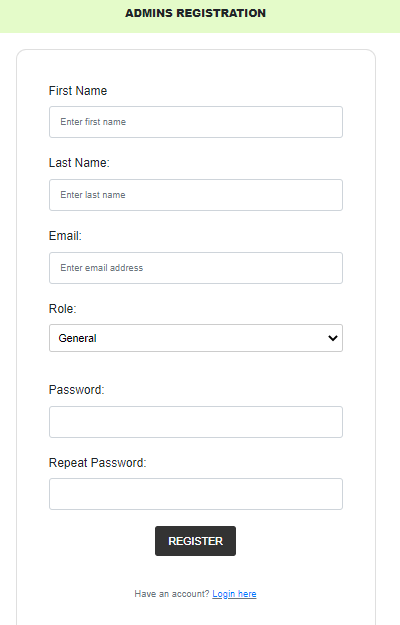 ADMINS REGISTRATION
First Name
Enter first name
Last Name:
Enter last name
Email:
Enter email address
Role:
General
Password:
Repeat Password:
REGISTER
Have an account? Login here